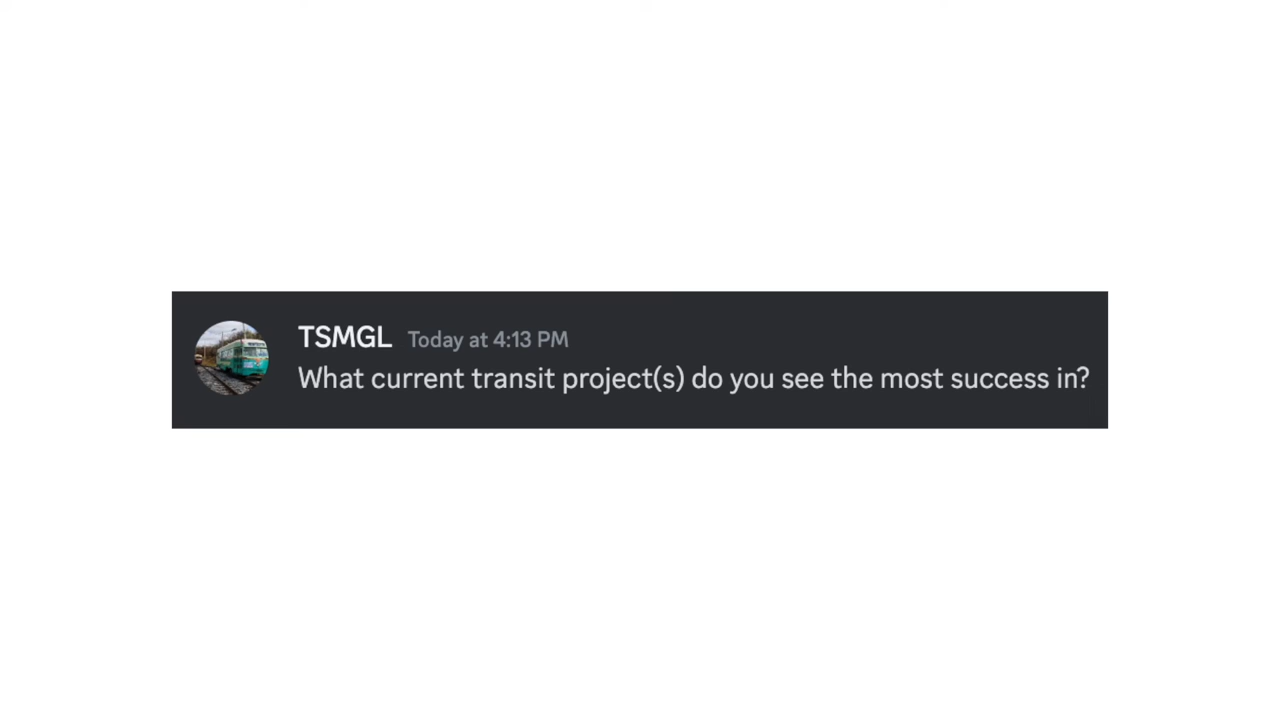 TSMGL Today at 4:13 PM
What current transit project(s) do you see the most success in?